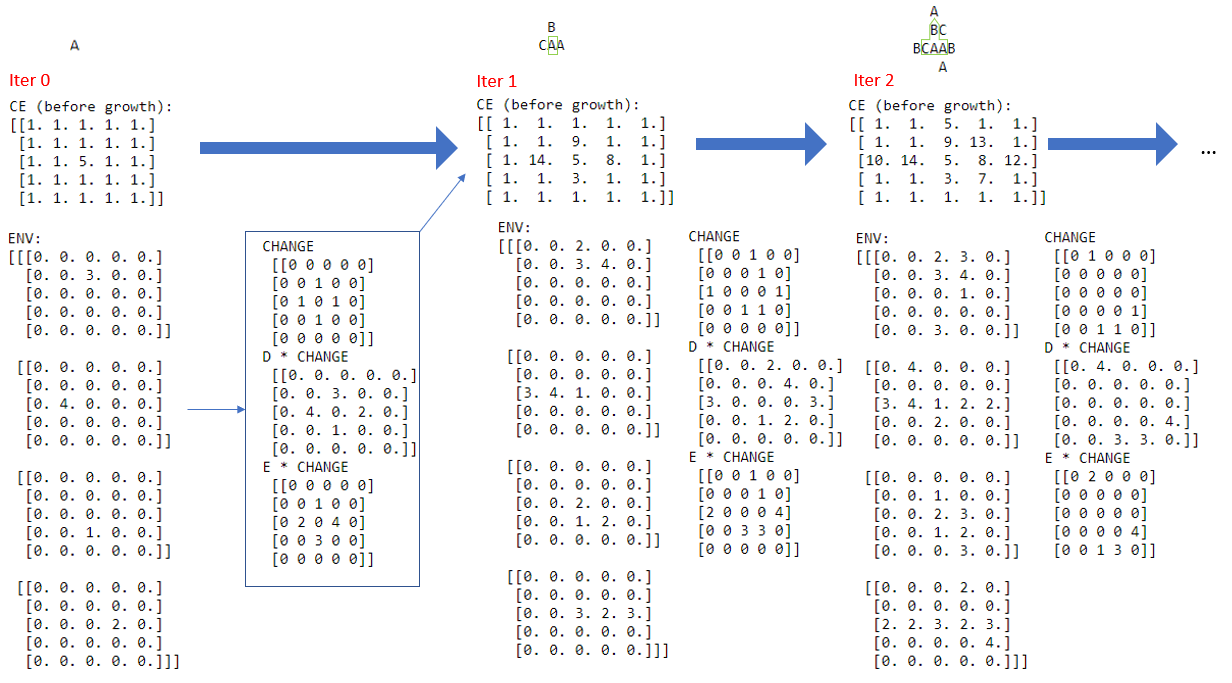 A
Iter 0
CE (before growth):
[[1. 1. 1. 1. 1.]
[1. 1. 1. 1. 1.]
[1. 1. 5. 1. 1.]
[1. 1. 1. 1. 1.]
[1. 1. 1. 1. 1.]]
ENV:
[[[0. 0. 0. 0. 0.]
[0. 0. 3. 0. 0.]
[0. 0. 0. 0. 0.]
[0. 0. 0. 0. 0.]
[0. 0. 0. 0. 0.]]
[[0. 0. 0. 0. 0.]
[0. 0. 0. 0. 0.]
[0. 4. 0. 0. 0.]
[0. 0. 0. 0. 0.]
[0. 0. 0. 0. 0.]]
[[0. 0. 0. 0. 0.]
[0. 0. 0. 0. 0.]
[0. 0. 0. 0. 0.]
[0. 0. 1. 0. 0.]
[0. 0. 0. 0. 0.]]
[[0. 0. 0. 0. 0.]
[0. 0. 0. 0. 0.]
[0. 0. 0. 2. 0.]
[0. 0. 0. 0. 0.]
[0. 0. 0. 0. 0.]]]
CHANGE
[[0 0 0 0 0]
[0 0 1 0 0]
[0 1 0 1 0]
[0 0 1 0 0]
[0 0 0 0 0]]
D * CHANGE
[[0. 0. 0. 0. 0.]
[0. 0. 3. 0. 0.]
[0. 4. 0. 2. 0.]
[0. 0. 1. 0. 0.]
[0. 0. 0. 0. 0.]]
E * CHANGE
[[0 0 0 0 0]
[0 0 1 0 0]
[0 2 0 4 0]
[0 0 3 0 0]
[0 0 0 0 0]]
B
CAA
Iter 1
CE (before growth):
[[ 1. 1. 1. 1. 1.]
[ 1. 1. 9. 1. 1.]
[ 1. 14. 5. 8. 1.]
[ 1. 1. 3. 1. 1.]
[ 1. 1. 1. 1. 1.]]
ENV:
[[[0. 0. 2. 0. 0.]
[0. 0. 3. 4. 0.]
[0. 0. 0. 0. 0.]
[0. 0. 0. 0. 0.]
[0. 0. 0. 0. 0.]]
[[0. 0. 0. 0. 0.]
[0. 0. 0. 0. 0.]
[3. 4. 1. 0. 0.]
[0. 0. 0. 0. 0.]
[0. 0. 0. 0. 0.]]
[[0. 0. 0. 0. 0.]
[0. 0. 0. 0. 0.]
[0. 0. 2. 0. 0.]
[0. 0. 1. 2. 0.]
[0. 0. 0. 0. 0.]]
[[0. 0. 0. 0. 0.]
[0. 0. 0. 0. 0.]
[0. 0. 3. 2. 3.]
[0. 0. 0. 0. 0.]
[0. 0. 0. 0. 0.]]]
CHANGE
[[0 0 1 0 0]
[0 0 0 1 0]
[1 0 0 0 1]
[0 0 1 1 0]
[0 0 0 0 0]]
D * CHANGE
[[0. 0. 2. 0. 0.]
[0. 0. 0. 4. 0.]
[3. 0. 0. 0. 3.]
[0. 0. 1. 2. 0.]
[0. 0. 0. 0. 0.]]
E * CHANGE
[[0 0 1 0 0]
[0 0 0 1 0]
[2 0 0 0 4]
[0 0 3 3 0]
[0 0 0 0 0]]
A
BC
BCAAB
A
Iter 2
CE (before growth):
[[ 1. 1. 5. 1. 1.]
[ 1. 1. 9. 13. 1.]
[10. 14. 5. 8. 12.]
[ 1. 1. 3. 7. 1.]
[ 1. 1. 1. 1. 1.]]
ENV:
[[[0. 0. 2. 3. 0.]
[0. 0. 3. 4. 0.]
[0. 0. 0. 1. 0.]
[0. 0. 0. 0. 0.]
[0. 0. 3. 0. 0.]]
[[0. 4. 0. 0. 0.]
[0. 0. 0. 0. 0.]
[3. 4. 1. 2. 2.]
[0. 0. 2. 0. 0.]
[0. 0. 0. 0. 0.]]
[[0. 0. 0. 0. 0.]
[0. 0. 1. 0. 0.]
[0. 0. 2. 3. 0.]
[0. 0. 1. 2. 0.]
[0. 0. 0. 3. 0.]]
[[0. 0. 0. 2. 0.]
[0. 0. 0. 0. 0.]
[2. 2. 3. 2. 3.]
[0. 0. 0. 0. 4.]
[0. 0. 0. 0. 0.]]]
CHANGE
[[0 1 0 0 0]
[0 0 0 0 0]
[0 0 0 0 0]
[0 0 0 0 1]
[0 0 1 1 0]]
D * CHANGE
[[0. 4. 0. 0. 0.]
[0. 0. 0. 0. 0.]
[0. 0. 0. 0. 0.]
[0. 0. 0. 0. 4.]
[0. 0. 3. 3. 0.]]
E * CHANGE
[[0 2 0 0 0]
[0 0 0 0 0]
[0 0 0 0 0]
[0 0 0 0 4]
[0 0 1 3 0]]
...